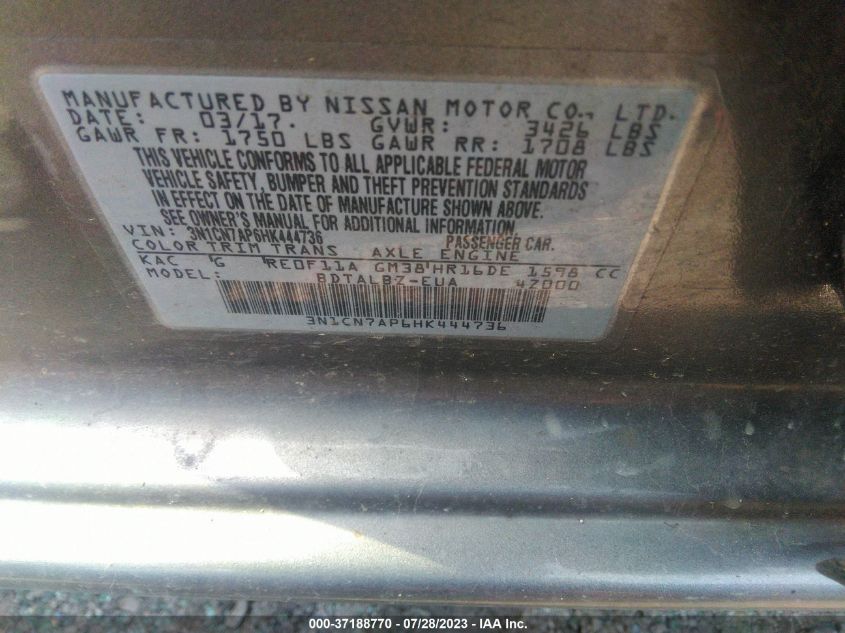 MANUFACTURED BY NISSAN MOTOR CO., LTD.
DATE: 03/17. GVWR: 3426 LBS
GAWR FR: 1750 LBS GAWR RR: 1708 LBS
THIS VEHICLE CONFORMS TO ALL APPLICABLE FEDERAL MOTOR
VEHICLE SAFETY, BUMPER AND THEFT PREVENTION STANDARDS
IN EFFECT ON THE DATE OF MANUFACTURE SHOWN ABOVE.
SEE OWNER'S MANUAL FOR ADDITIONAL INFORMATION.
VIN: 3N1CN7AP6HK444736 PASSENGER CAR.
COLOR TRIM TRANS AXLE ENGINE
KAC G RE0F11A GM38 HR16DE 1598 CC
MODEL: BDTALBZ-EUA 47000
3N1CN7AP6HK444736
000-37188770 - 07/28/2023 - IAA Inc.